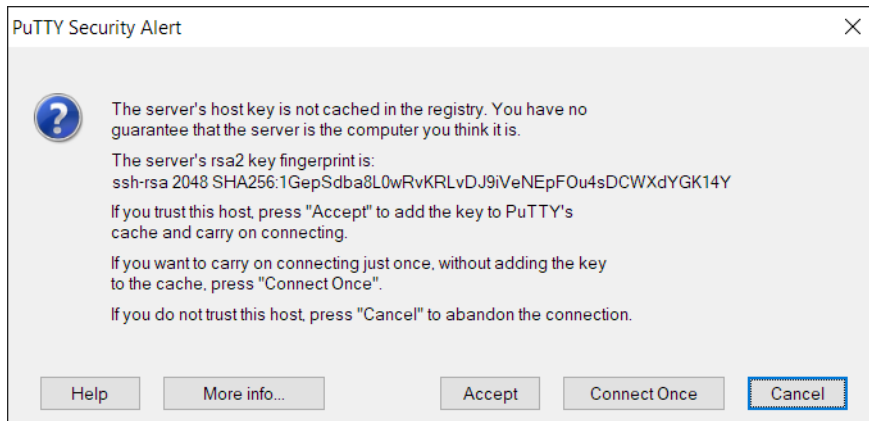 PuTTY Security Alert
The server's host key is not cached in the registry. You have no
guarantee that the server is the computer you think it is.
The server's rsa2 key fingerprint is:
ssh-rsa 2048 SHA256:1GepSdba8L0wRvKRLvDJ9iVeNEpFOu4sDCWXdYGK14Y
If you trust this host, press "Accept" to add the key to PuTTY's
cache and carry on connecting.
If you want to carry on connecting just once, without adding the key
to the cache, press "Connect Once".
If you do not trust this host, press "Cancel" to abandon the connection.
Help More info... Accept Connect Once Cancel